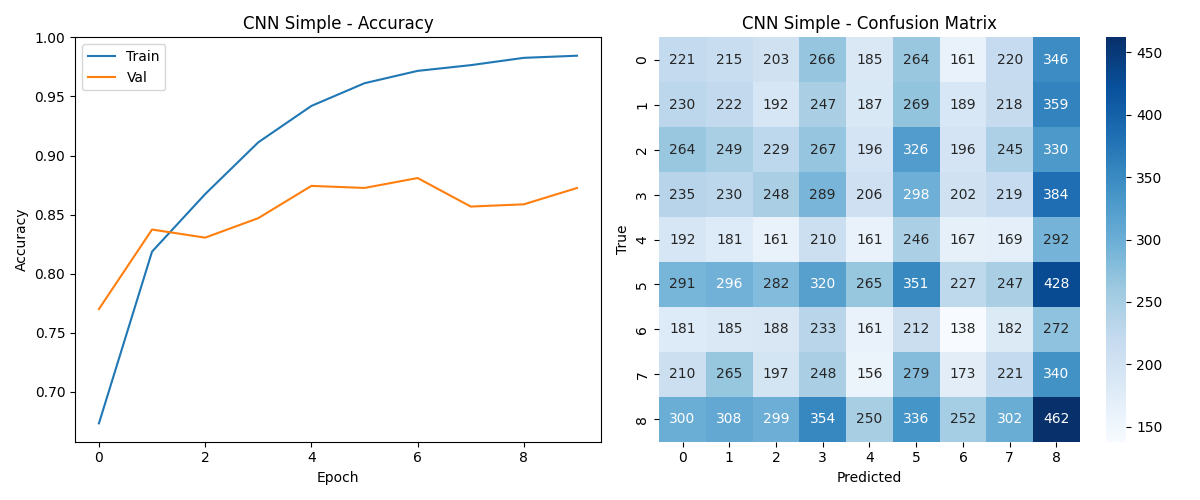 CNN Simple - Accuracy
Train
Val
1.00
0.95
0.90
0.85
0.80
0.75
0.70
Accuracy
0 2 4 6 8
Epoch
CNN Simple - Confusion Matrix
0 221 215 203 266 185 264 161 220 346
1 230 222 192 247 187 269 189 218 359
2 264 249 229 267 196 326 196 245 330
3 235 230 248 289 206 298 202 219 384
4 192 181 161 210 161 246 167 169 292
5 291 296 282 320 265 351 227 247 428
6 181 185 188 233 161 212 138 182 272
7 210 265 197 248 156 279 173 221 340
8 300 308 299 354 250 336 252 302 462
True
0 1 2 3 4 5 6 7 8
Predicted
450
400
350
300
250
200
150